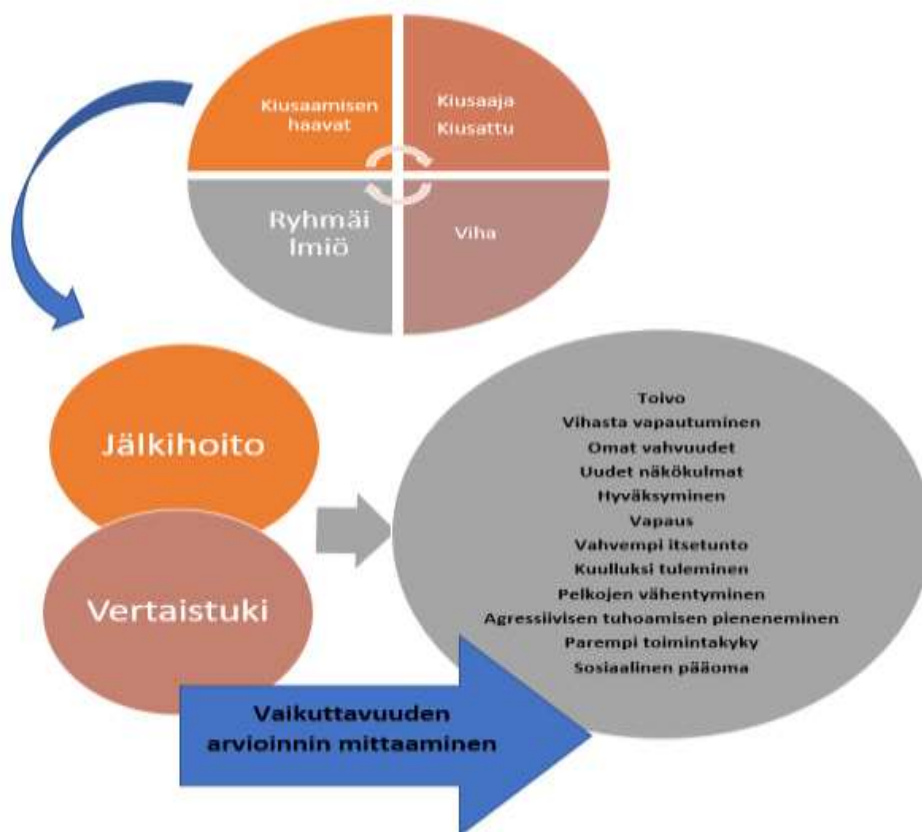 Kiusaamisen
haavat
Kiusaaja
Kiusattu
Ryhmäi
lmiö
Viha
Jälkihoito
Vertaistuki
Toivo
Vihasta vapautuminen
Omat vahvuudet
Uudet näkökulmat
Hyväksyminen
Vapaus
Vahvempi itsetunto
Kuulluksi tuleminen
Pelkojen vähentyminen
Agressiivisen tuhoamisen pieneneminen
Parempi toimintakyky
Sosiaalinen pääoma
Vaikuttavuuden
arvioinnin mittaaminen